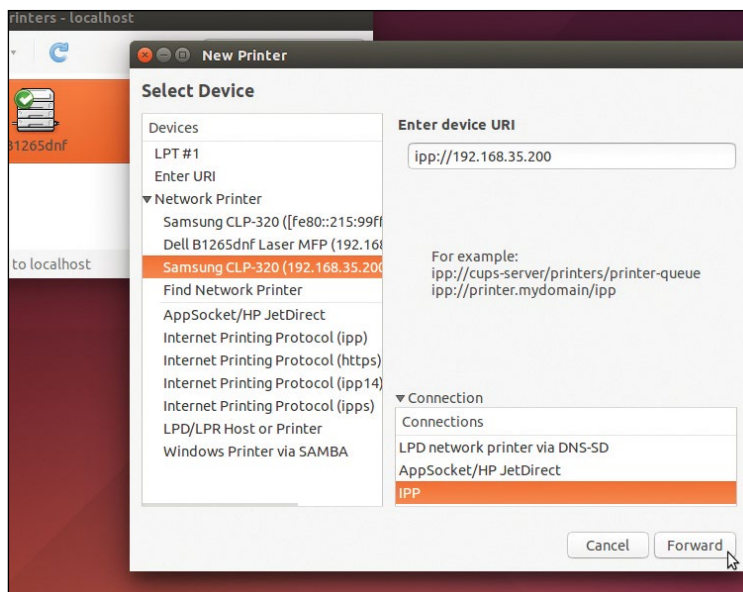 rinters - localhost
New Printer
Select Device
B1265dnf
to localhost
Devices
LPT #1
Enter URI
Network Printer
Samsung CLP-320 ([fe80::215:99ff
Dell B1265dnf Laser MFP (192.168
Samsung CLP-320 (192.168.35.200
Find Network Printer
AppSocket/HP JetDirect
Internet Printing Protocol (ipp)
Internet Printing Protocol (https)
Internet Printing Protocol (ipp14)
Internet Printing Protocol (ipps)
LPD/LPR Host or Printer
Windows Printer via SAMBA
Enter device URI
ipp://192.168.35.200
For example:
ipp://cups-server/printers/printer-queue
ipp://printer.mydomain/ipp
Connection
Connections
LPD network printer via DNS-SD
AppSocket/HP JetDirect
IPP
Cancel
Forward